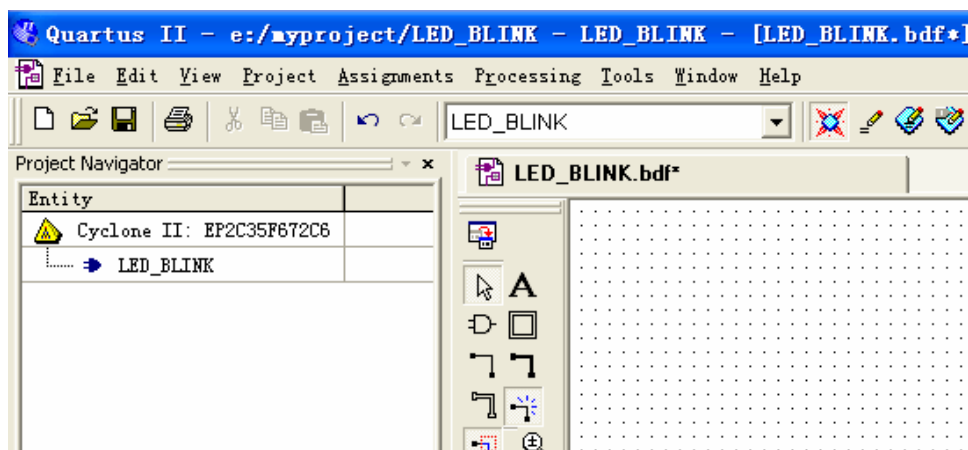 Quartus II - e:/myproject/LED_BLINK - LED_BLINK - [LED_BLINK.bdf*]
File Edit View Project Assignments Processing Tools Window Help
LED_BLINK
Project Navigator
LED_BLINK.bdf*
Entity
Cyclone II: EP2C35F672C6
LED_BLINK
A